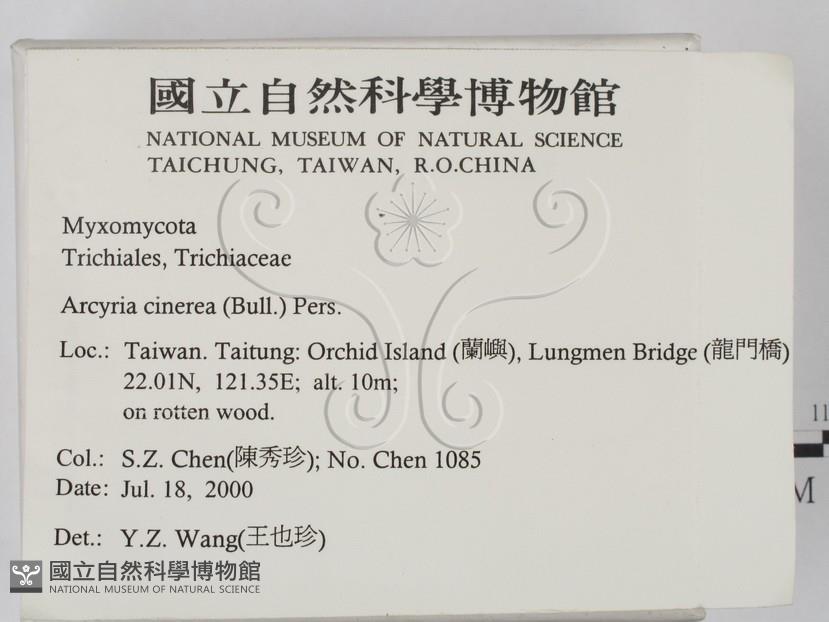 國立自然科學博物館
NATIONAL MUSEUM OF NATURAL SCIENCE
TAICHUNG, TAIWAN, R.O.CHINA
Myxomycota
Trichiales, Trichiaceae
Arcyria cinerea (Bull.) Pers.
Loc.: Taiwan. Taitung: Orchid Island (蘭嶼), Lungmen Bridge (龍門橋)
22.01N, 121.35E; alt. 10m;
on rotten wood.
Col.: S.Z. Chen(陳秀珍); No. Chen 1085
Date: Jul. 18, 2000
Det.: Y.Z. Wang(王也珍)
國立自然科學博物館
NATIONAL MUSEUM OF NATURAL SCIENCE
11
M